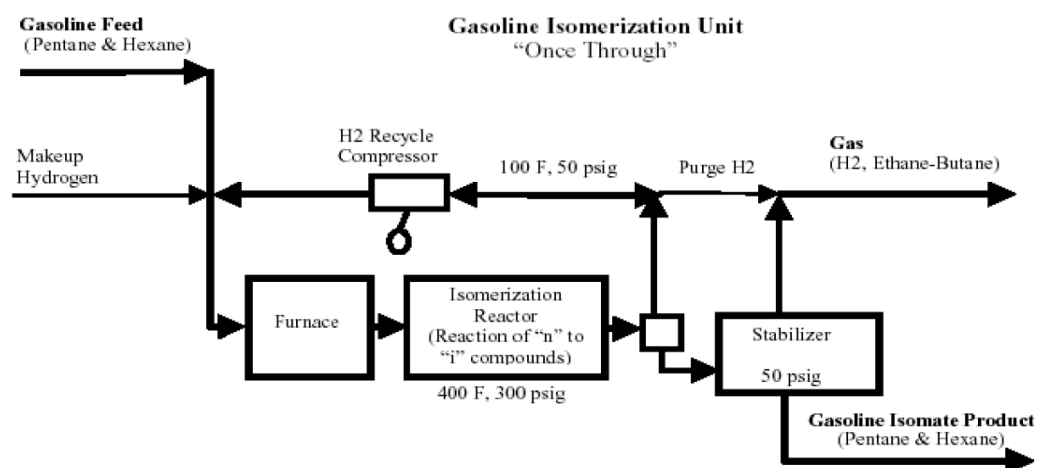 Gasoline Feed
(Pentane & Hexane)
Gasoline Isomerization Unit
“Once Through”
Makeup
Hydrogen
H2 Recycle
Compressor
100 F, 50 psig
Purge H2
Gas
(H2, Ethane-Butane)
Furnace
Isomerization
Reactor
(Reaction of “n” to
“i” compounds)
400 F, 300 psig
Stabilizer
50 psig
Gasoline Isomate Product
(Pentane & Hexane)